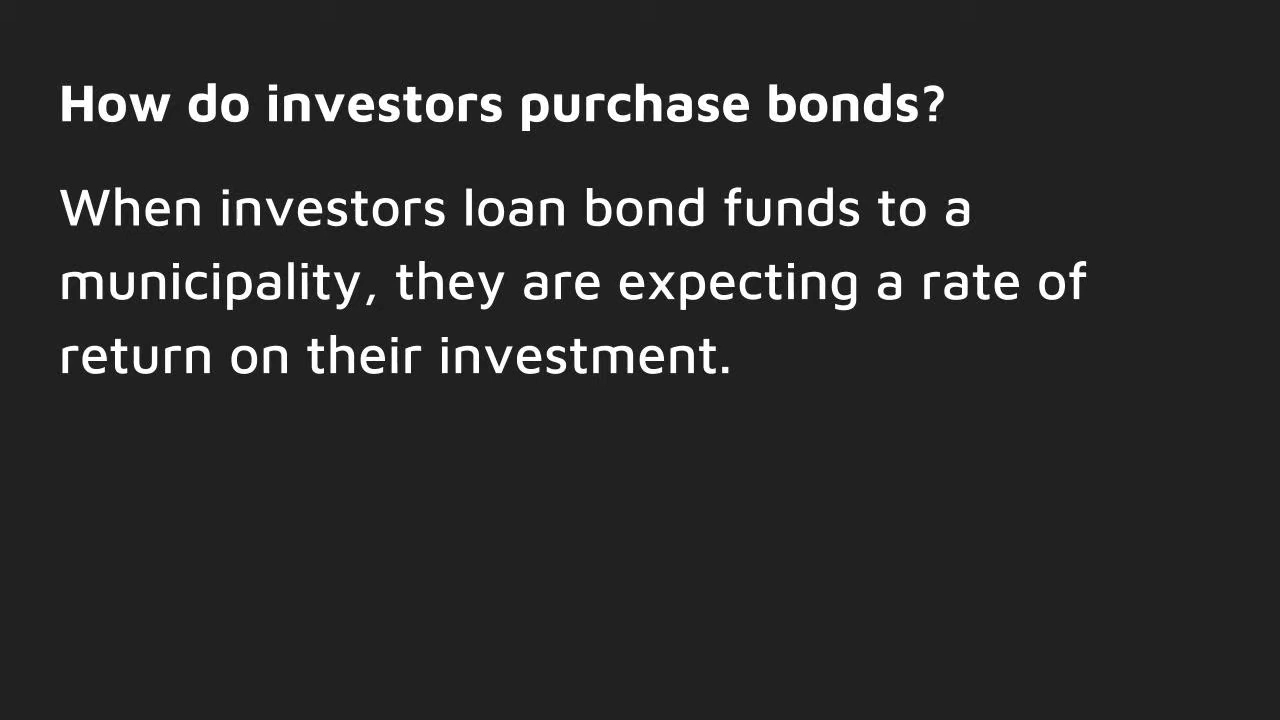 How do investors purchase bonds?
When investors loan bond funds to a
municipality, they are expecting a rate of
return on their investment.